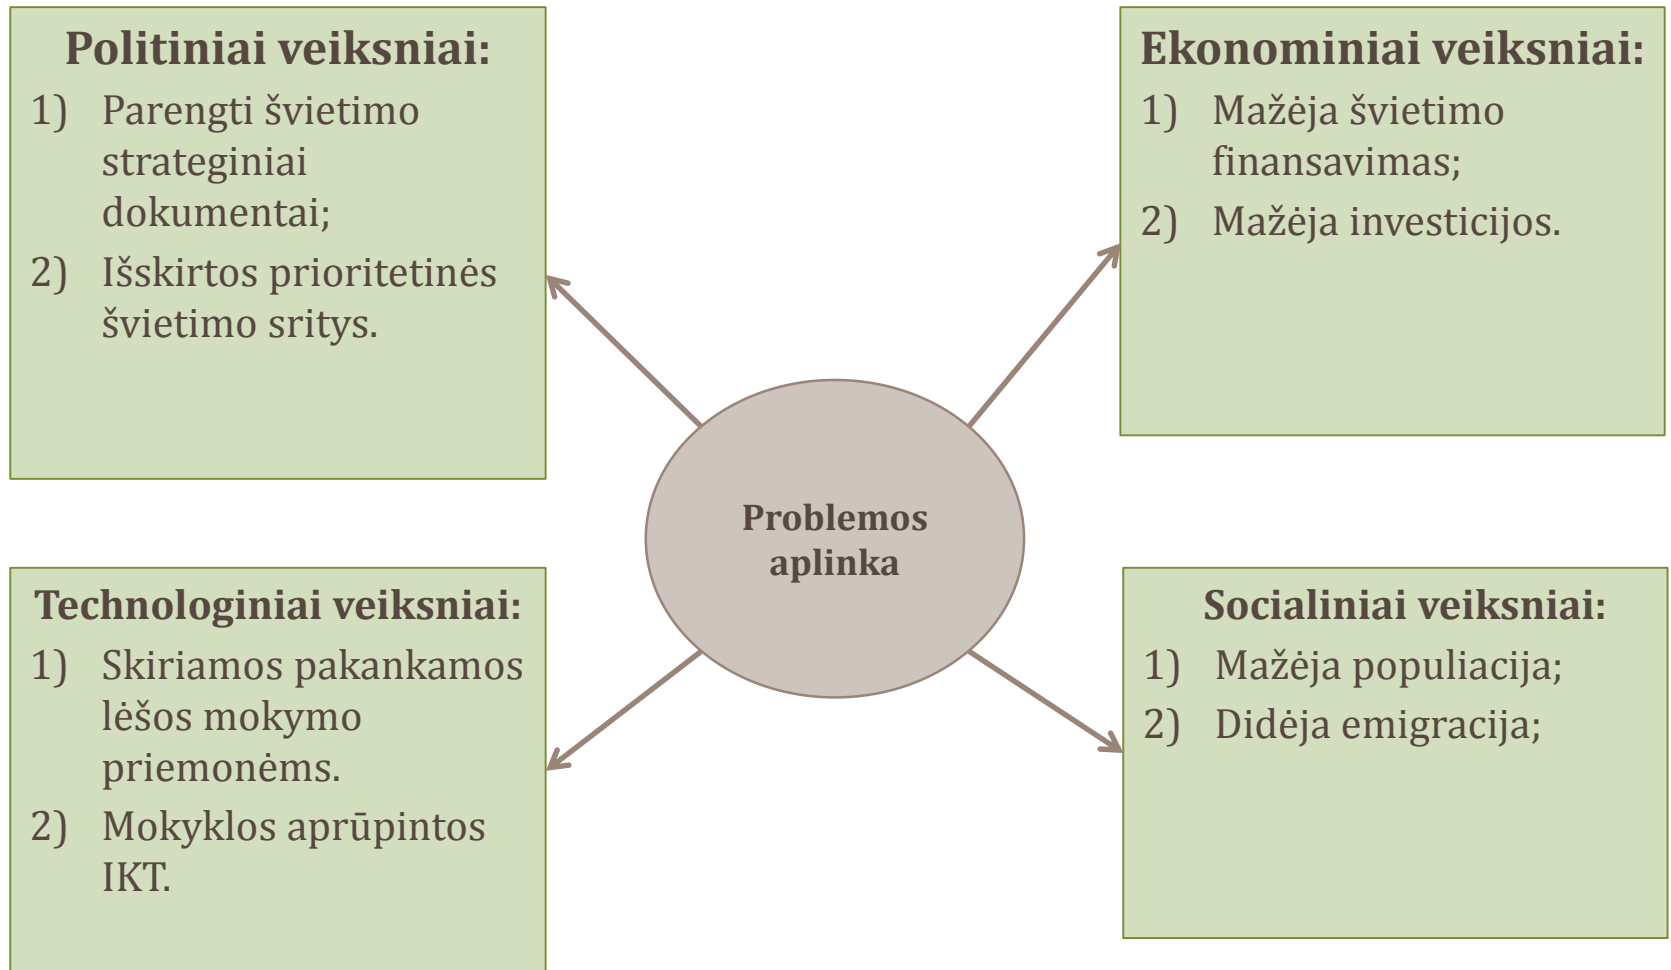 Politiniai veiksniai:
1) Parengti švietimo
strateginiai
dokumentai;
2) Išskirtos prioritetinės
švietimo sritys.
Ekonominiai veiksniai:
1) Mažėja švietimo
finansavimas;
2) Mažėja investicijos.
Problemos
aplinka
Technologiniai veiksniai:
1) Skiriamos pakankamos
lėšos mokymo
priemonėms.
2) Mokyklos aprūpintos
IKT.
Socialiniai veiksniai:
1) Mažėja populiacija;
2) Didėja emigracija;